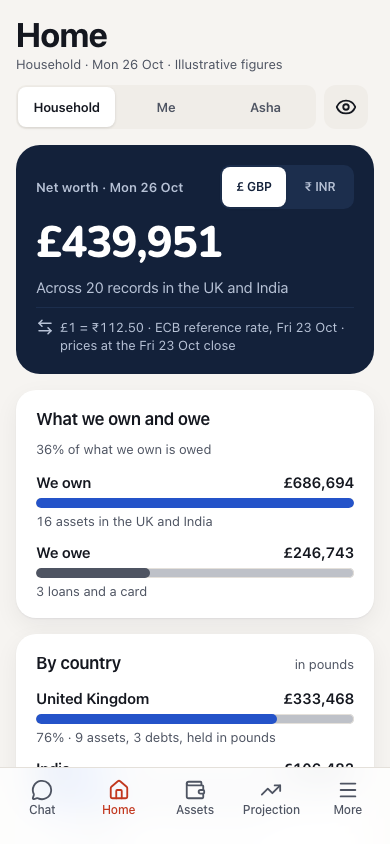 Home
Household · Mon 26 Oct · Illustrative figures
Household
Me
Asha
Net worth · Mon 26 Oct
£ GBP
₹ INR
£439,951
Across 20 records in the UK and India
£1 = ₹112.50 · ECB reference rate, Fri 23 Oct ·
prices at the Fri 23 Oct close
What we own and owe
36% of what we own is owed
We own £686,694
16 assets in the UK and India
We owe £246,743
3 loans and a card
By country in pounds
United Kingdom £333,468
76% · 9 assets, 3 debts, held in pounds
India £106,483
Chat
Home
Assets
Projection
More